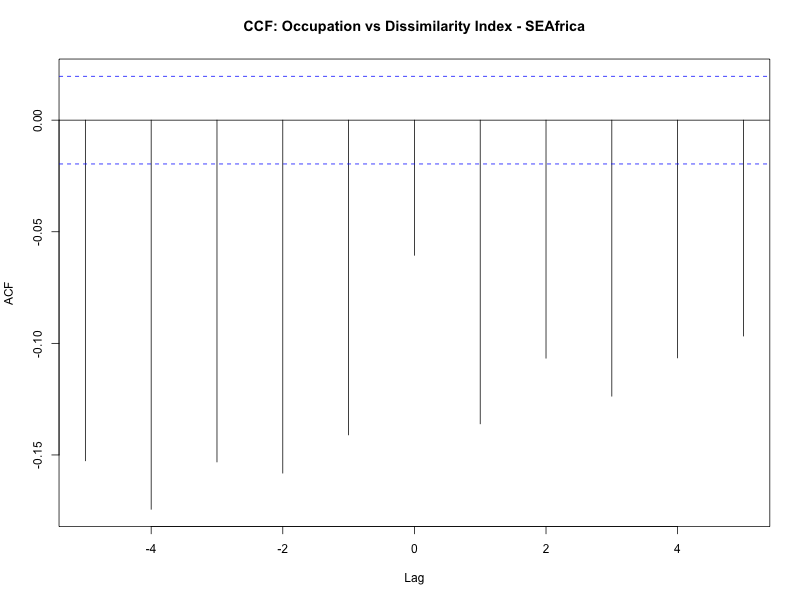 CCF: Occupation vs Dissimilarity Index - SEAfrica
0.00
-0.05
-0.10
-0.15
ACF
-4 -2 0 2 4
Lag